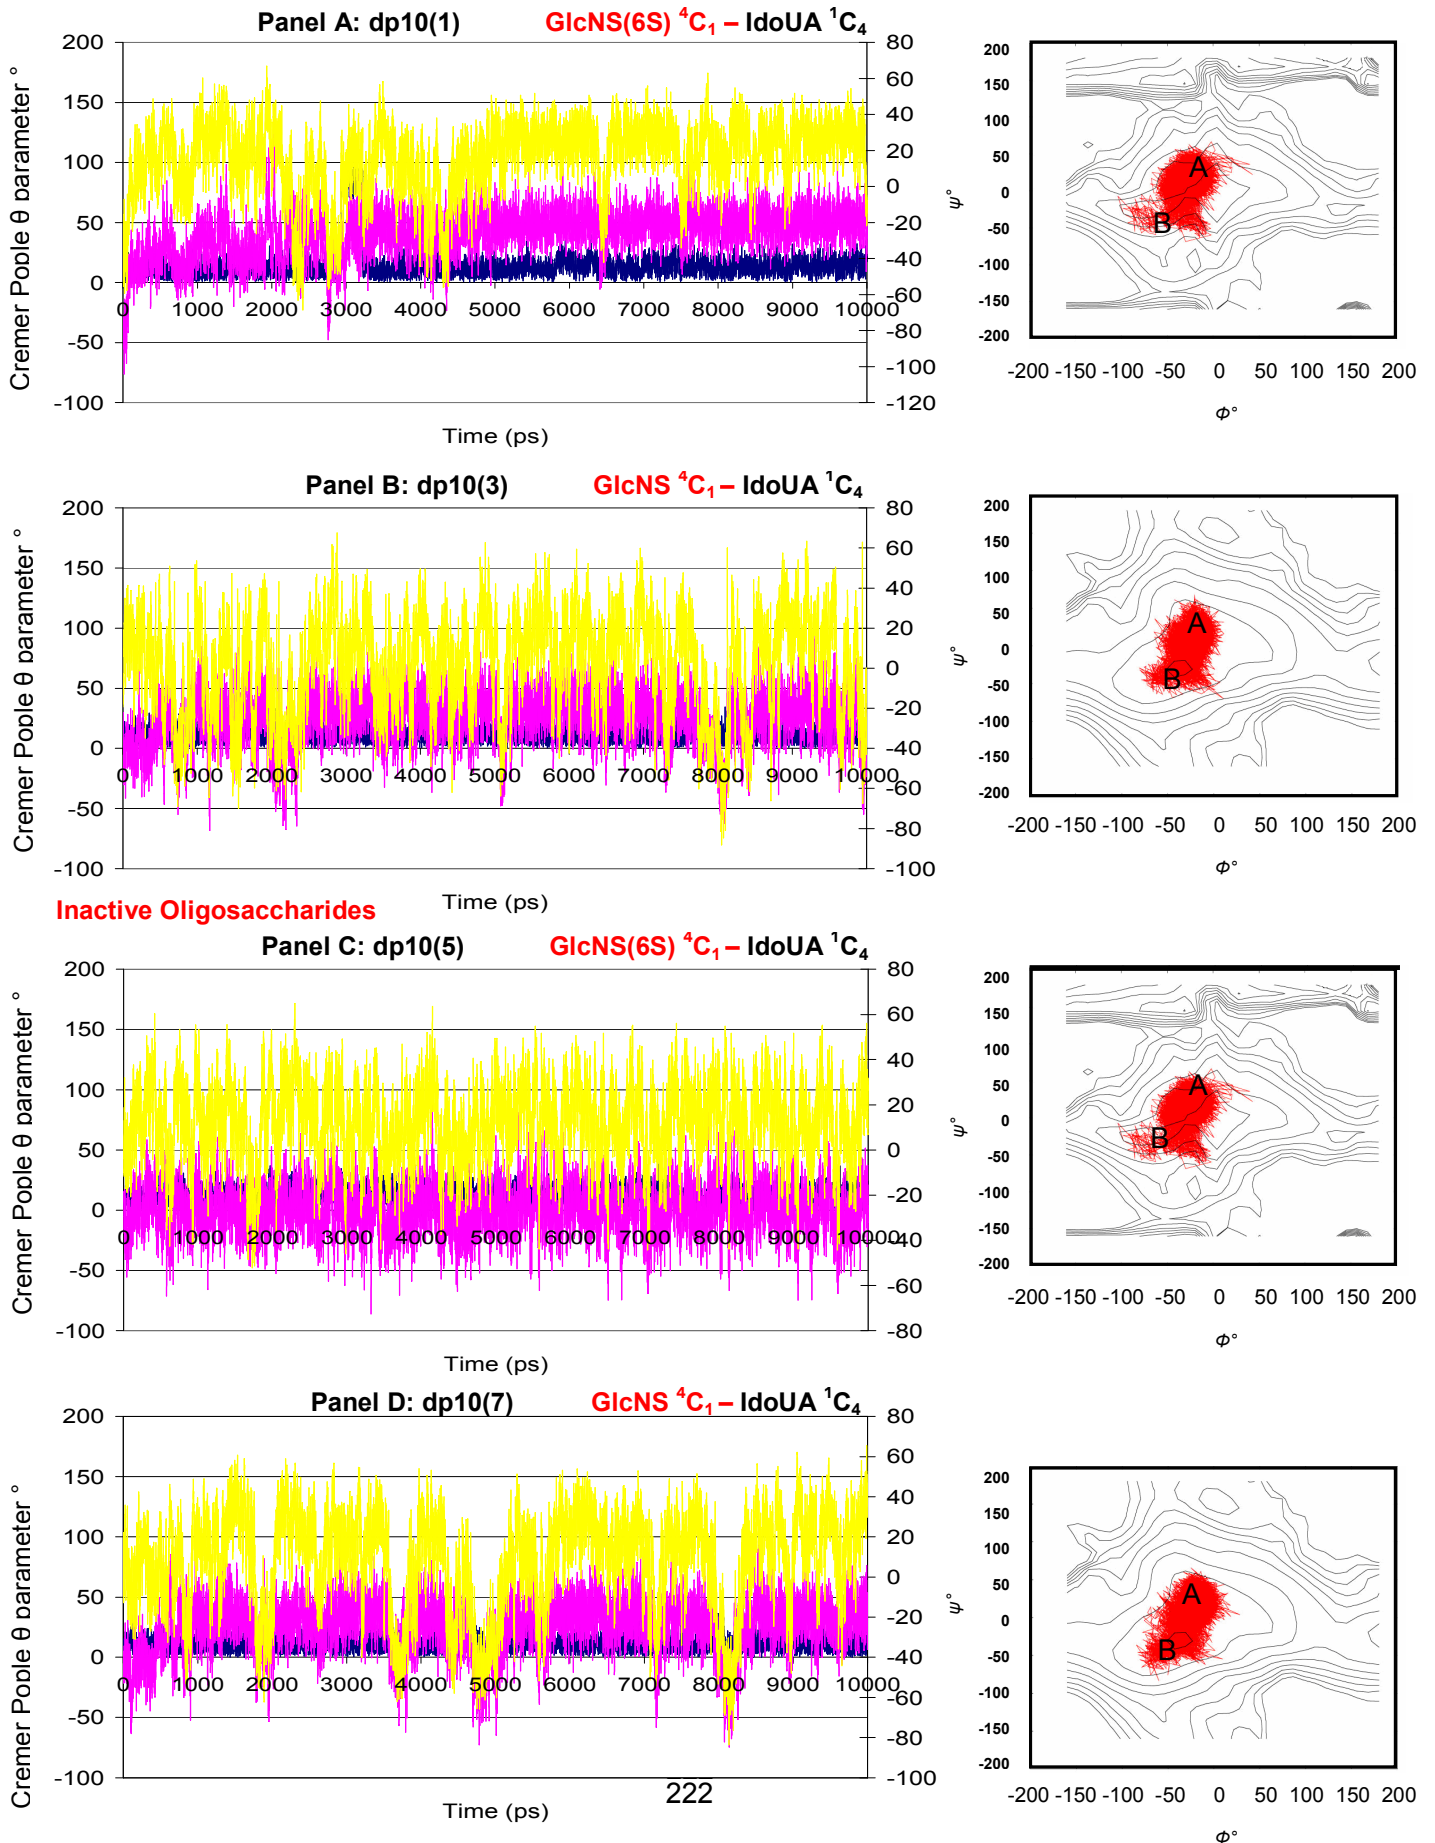 Panel A: dp10(1) GlcNS(6S) ⁴C₁ – IdoUA ¹C₄
200 80
150 60
100 40
50 20
0 0
-50 -20
-100 -40
-60
-80
-100
-120
0 1000 2000 3000 4000 5000 6000 7000 8000 9000 10000
Cremer Pople θ barameter °
Time (ps)
200
150
100
50
0
-50
-100
-150
-200
ψ°
A
B
-200 -150 -100 -50 0 50 100 150 200
Φ°
Panel B: dp10(3) GlcNS ⁴C₁ – IdoUA ¹C₄
200 80
150 60
100 40
50 20
0 0
-50 -20
-100 -40
-60
-80
-100
0 1000 2000 3000 4000 5000 6000 7000 8000 9000 10000
Cremer Pople θ barameter °
Time (ps)
200
150
100
50
0
-50
-100
-150
-200
ψ°
A
B
-200 -150 -100 -50 0 50 100 150 200
Φ°
Inactive Oligosaccharides
Panel C: dp10(5) GlcNS(6S) ⁴C₁ – IdoUA ¹C₄
200 80
150 60
100 40
50 20
0 0
-50 -20
-100 -40
-60
-80
0 1000 2000 3000 4000 5000 6000 7000 8000 9000 10000
Cremer Pople θ barameter °
Time (ps)
200
150
100
50
0
-50
-100
-150
-200
ψ°
A
B
-200 -150 -100 -50 0 50 100 150 200
Φ°
Panel D: dp10(7) GlcNS ⁴C₁ – IdoUA ¹C₄
200 80
150 60
100 40
50 20
0 0
-50 -20
-100 -40
-60
-80
-100
0 1000 2000 3000 4000 5000 6000 7000 8000 9000 10000
Cremer Pople θ barameter °
Time (ps)
200
150
100
50
0
-50
-100
-150
-200
ψ°
A
B
-200 -150 -100 -50 0 50 100 150 200
Φ°
222